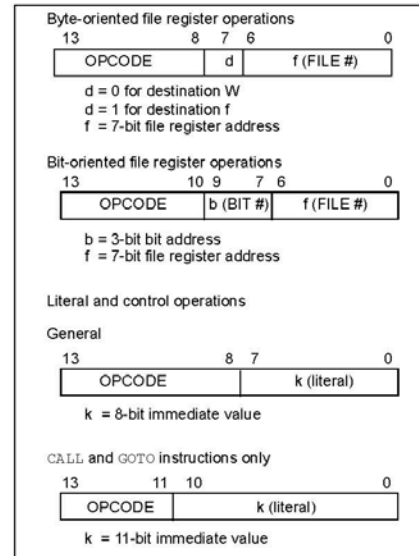 Byte-oriented file register operations
13 8 7 6 0
OPCODE d f (FILE #)
d = 0 for destination W
d = 1 for destination f
f = 7-bit file register address
Bit-oriented file register operations
13 10 9 7 6 0
OPCODE b (BIT #) f (FILE #)
b = 3-bit bit address
f = 7-bit file register address
Literal and control operations
General
13 8 7 0
OPCODE k (literal)
k = 8-bit immediate value
CALL and GOTO instructions only
13 11 10 0
OPCODE k (literal)
k = 11-bit immediate value